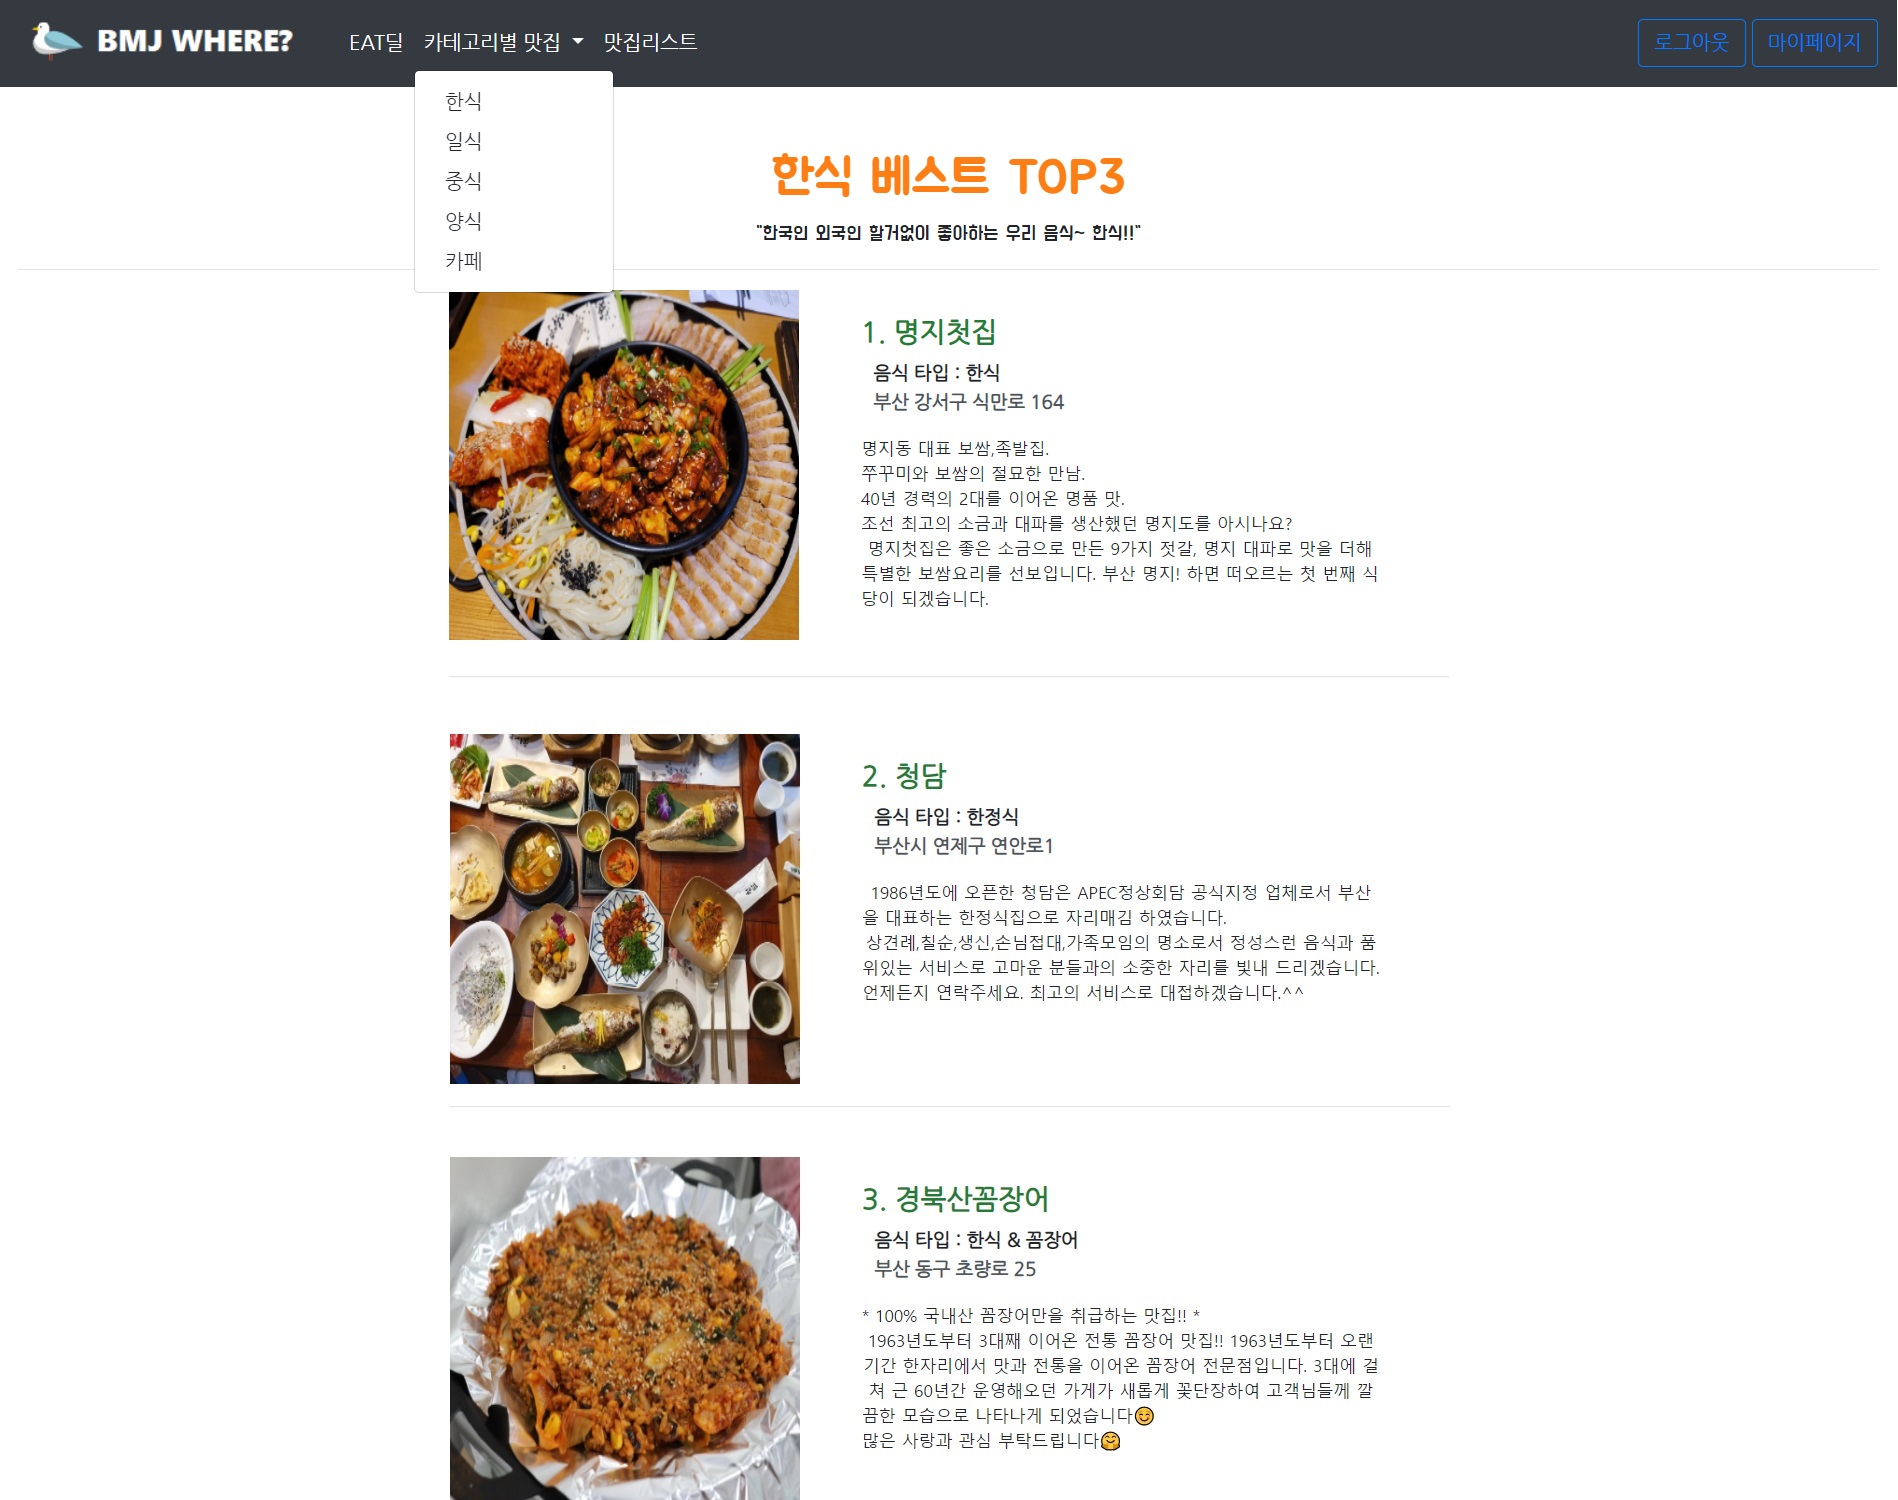 BMJ WHERE?
EAT딜 카테고리별 맛집 맛집리스트
로그아웃 마이페이지
한식
일식
중식
양식
카페
한식 베스트 TOP3
"한국인 외국인 할거없이 좋아하는 우리 음식~ 한식!!"
1. 명지첫집
음식 타입 : 한식
부산 강서구 식만로 164
명지동 대표 보쌈,족발집.
쭈꾸미와 보쌈의 절묘한 만남.
40년 경력의 2대를 이어온 명품 맛.
조선 최고의 소금과 대파를 생산했던 명지도를 아시나요?
명지첫집은 좋은 소금으로 만든 9가지 젓갈, 명지 대파로 맛을 더해
특별한 보쌈요리를 선보입니다. 부산 명지! 하면 떠오르는 첫 번째 식
당이 되겠습니다.
2. 청담
음식 타입 : 한정식
부산시 연제구 연안로1
1986년도에 오픈한 청담은 APEC정상회담 공식지정 업체로서 부산
을 대표하는 한정식집으로 자리매김 하였습니다.
상견례,칠순,생신,손님접대,가족모임의 명소로서 정성스런 음식과 품
위있는 서비스로 고마운 분들과의 소중한 자리를 빛내 드리겠습니다.
언제든지 연락주세요. 최고의 서비스로 대접하겠습니다.^^
3. 경북산꼼장어
음식 타입 : 한식 & 꼼장어
부산 동구 초량로 25
* 100% 국내산 꼼장어만을 취급하는 맛집!! *
1963년도부터 3대째 이어온 전통 꼼장어 맛집!! 1963년도부터 오랜
기간 한자리에서 맛과 전통을 이어온 꼼장어 전문점입니다. 3대에 걸
쳐 근 60년간 운영해오던 가게가 새롭게 꽃단장하여 고객님들께 깔
끔한 모습으로 나타나게 되었습니다😊
많은 사랑과 관심 부탁드립니다🤗